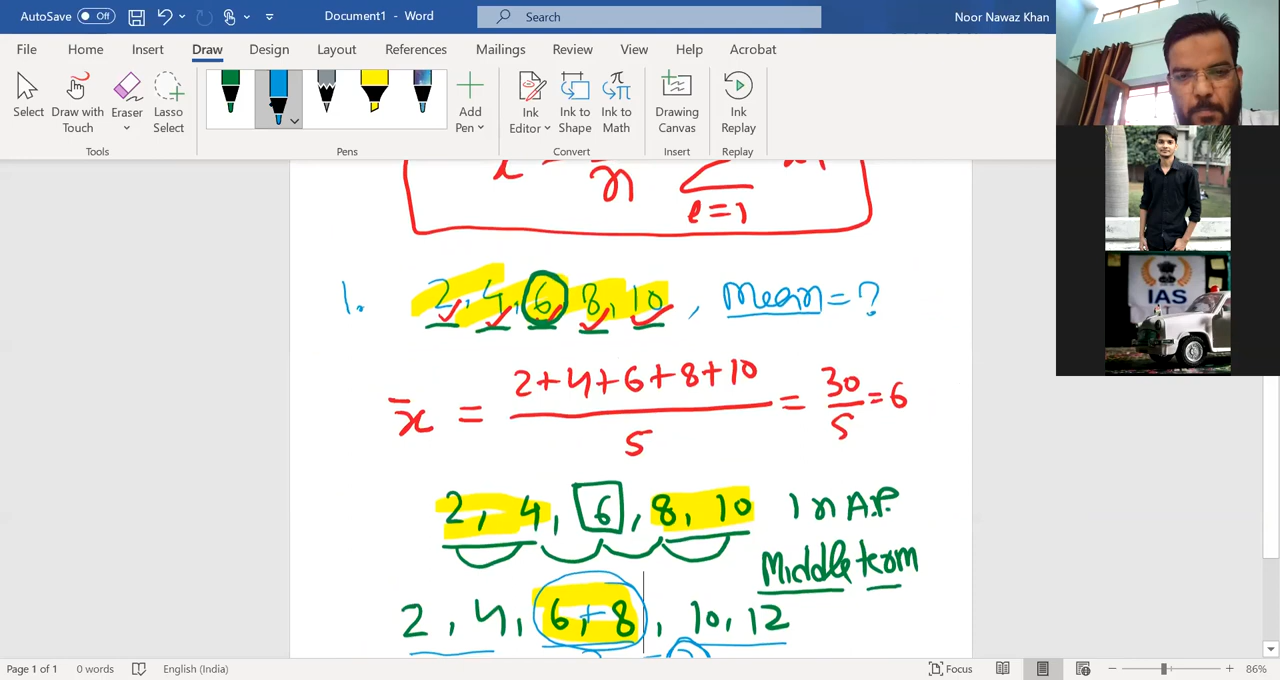 AutoSave Off Document1 - Word Search Noor Nawaz Khan
File Home Insert Draw Design Layout References Mailings Review View Help Acrobat
Select Draw with Touch Eraser Lasso Select Add Pen Ink Editor Ink to Shape Ink to Math Drawing Canvas Ink Replay
Tools Pens Convert Insert Replay
i=1
1. 2, 4, 6, 8, 10, Mean = ?
x̄ = 2+4+6+8+10 / 5 = 30/5 = 6
2, 4, 6, 8, 10 In A.P.
Middle term
2, 4, 6+8, 10, 12
IAS
Page 1 of 1 0 words English (India) Focus 86%